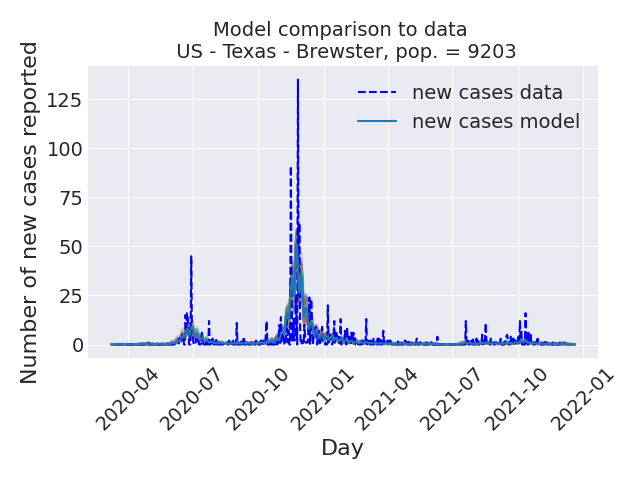 Model comparison to data
US - Texas - Brewster, pop. = 9203
Number of new cases reported
125
100
75
50
25
0
new cases data
new cases model
2020-04
2020-07
2020-10
2021-01
2021-04
2021-07
2021-10
2022-01
Day